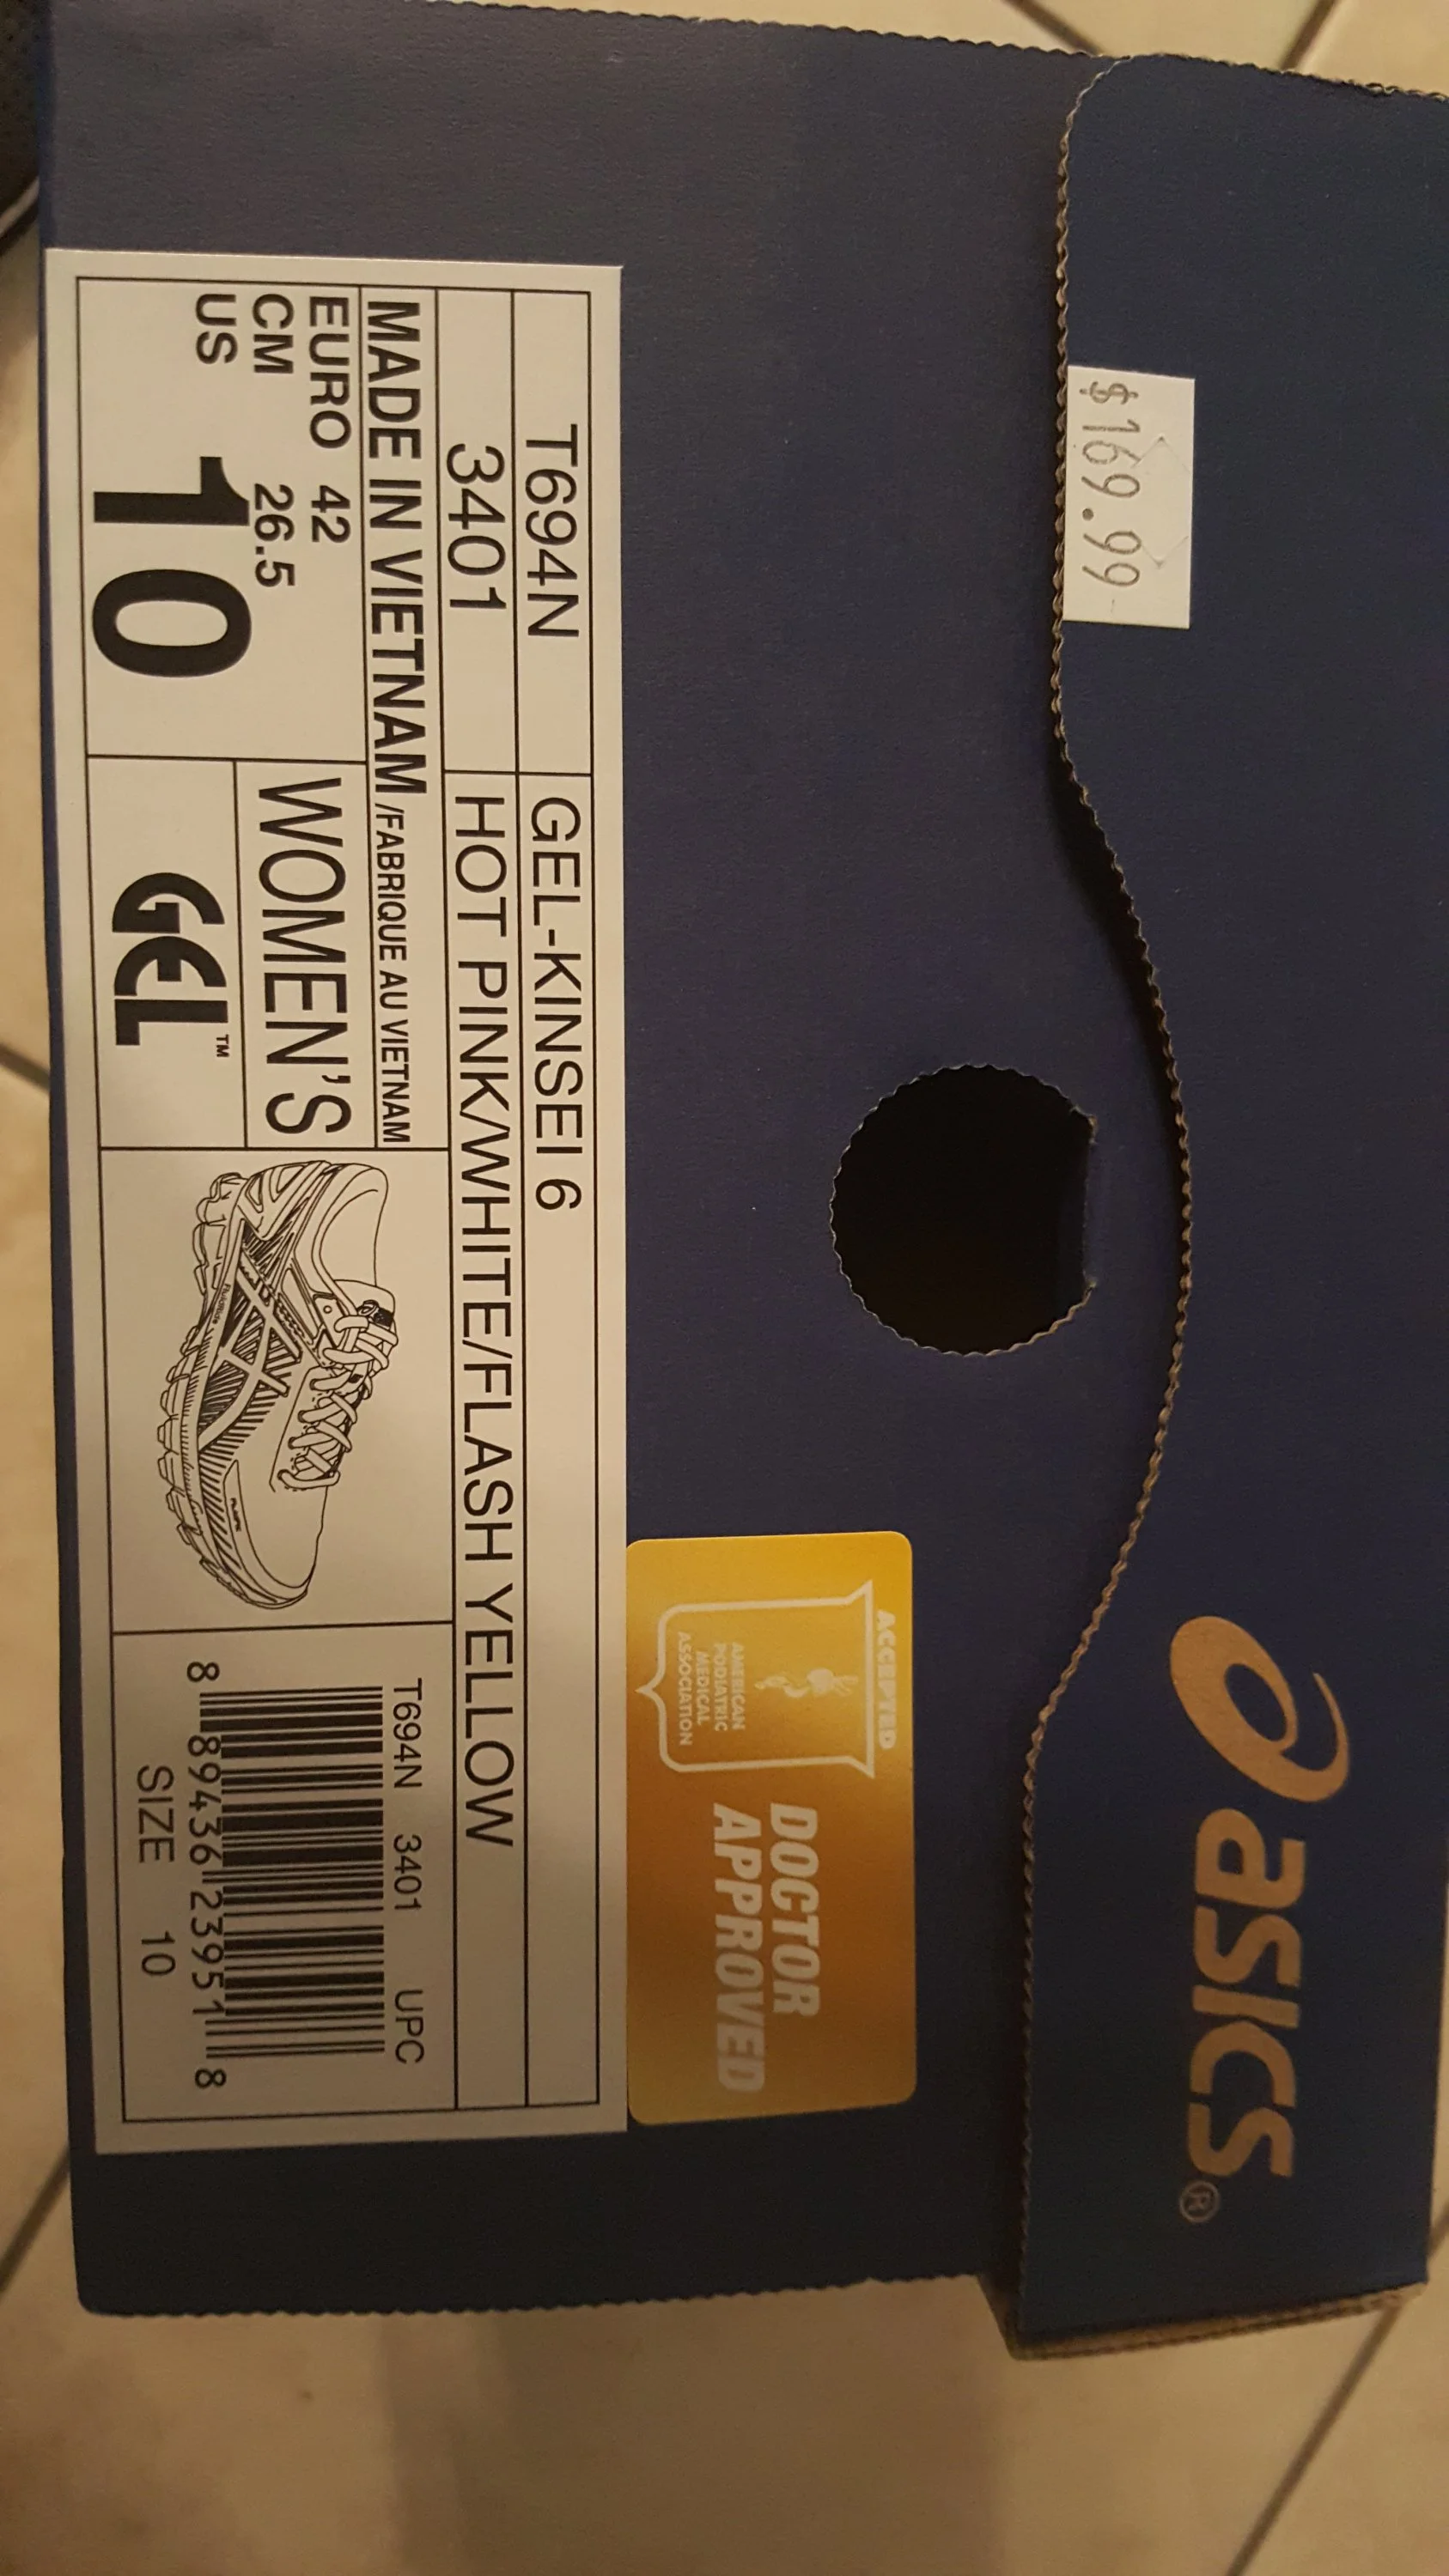 asics®
$169.99
ACCEPTED
AMERICAN
PODIATRIC
MEDICAL
ASSOCIATION
DOCTOR
APPROVED
T694N GEL-KINSEI 6
3401 HOT PINK/WHITE/FLASH YELLOW
MADE IN VIETNAM /FABRIQUE AU VIETNAM
EURO 42
CM 26.5
US 10
WOMEN'S
GEL™
T694N 3401 UPC
8 89436 23951 8
SIZE 10